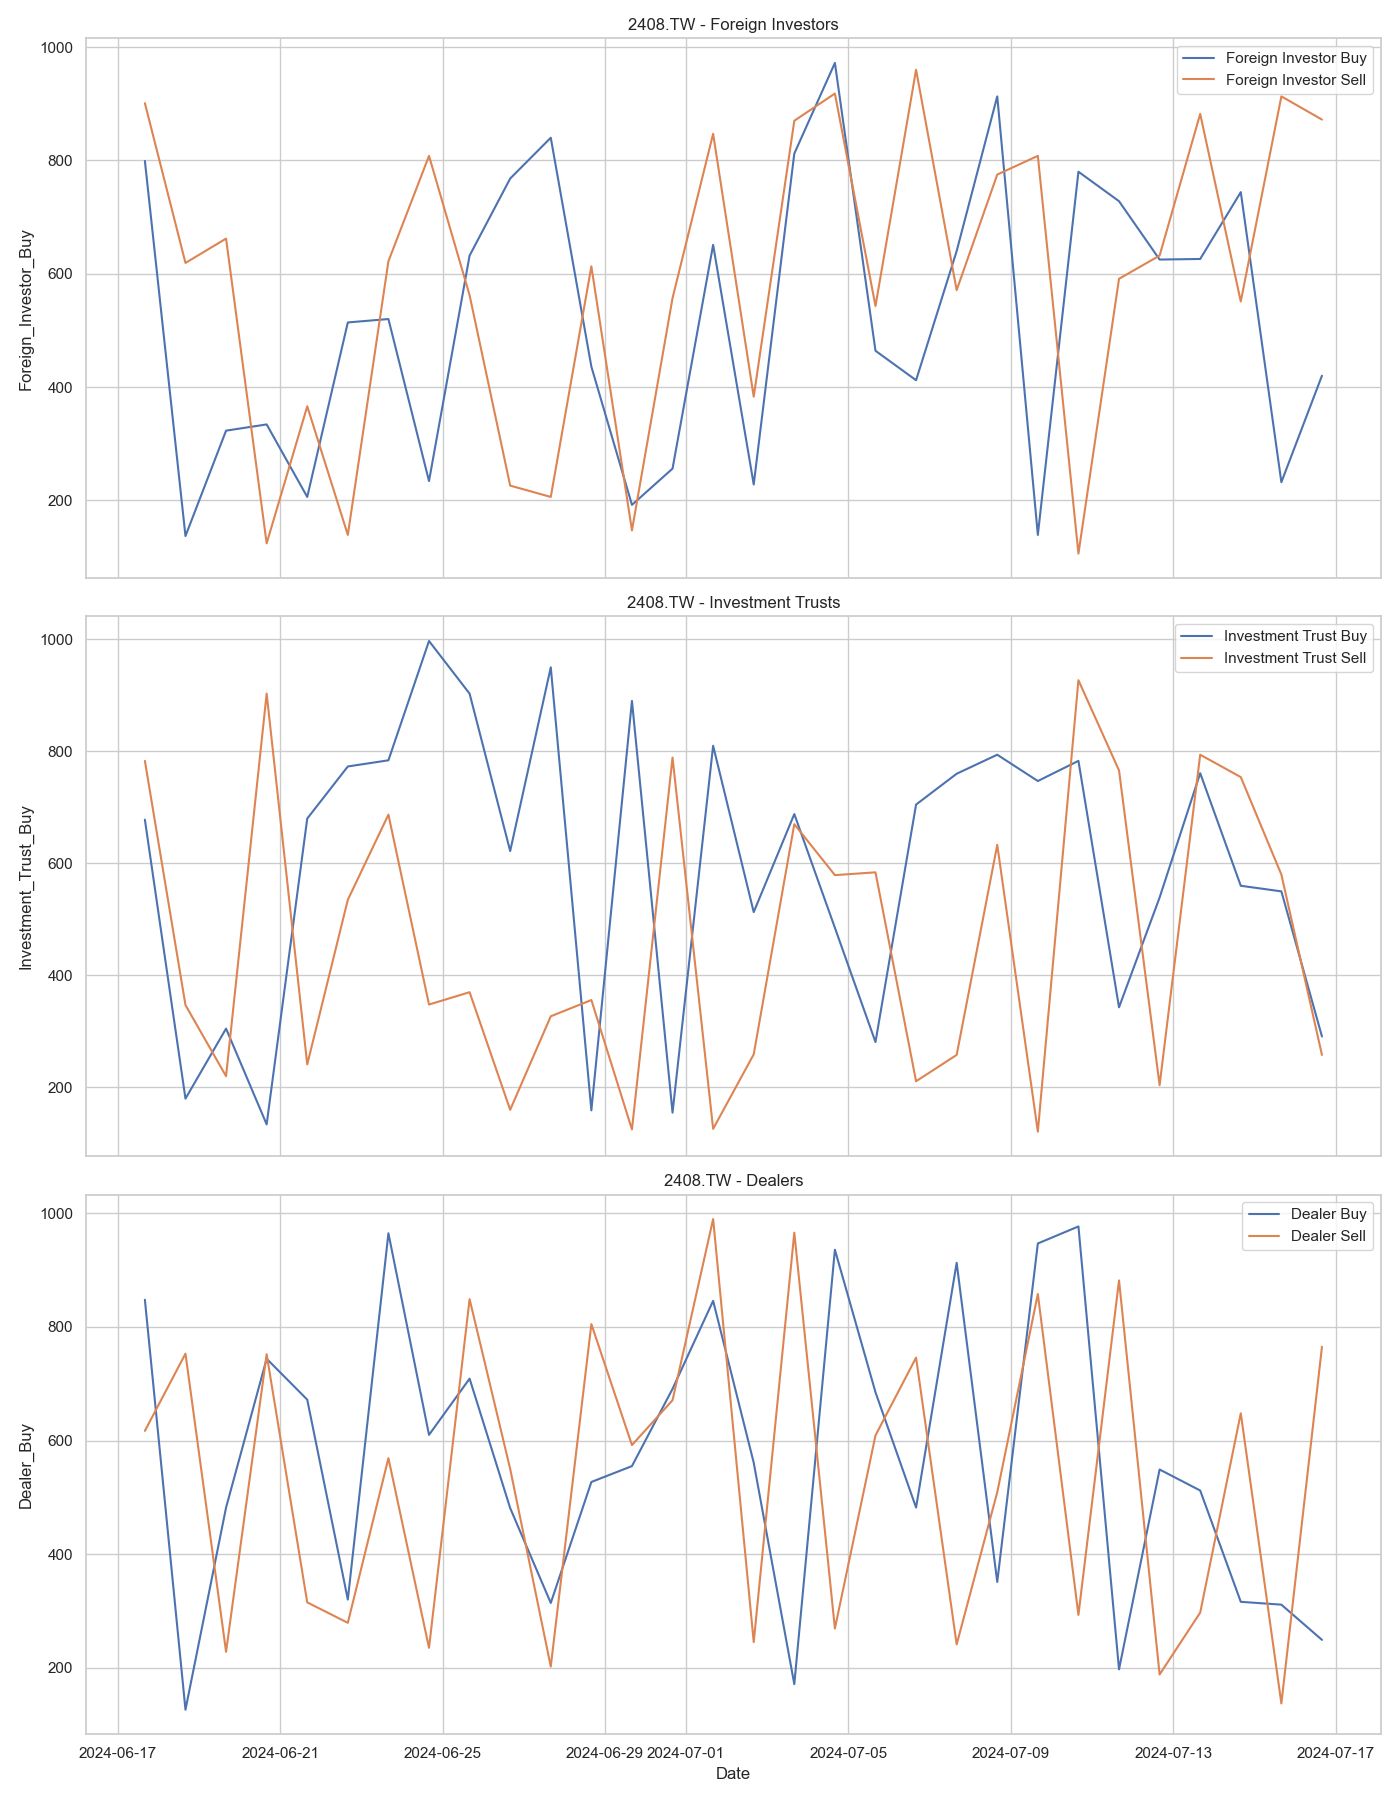 2408.TW - Foreign Investors
Foreign Investor Buy
Foreign Investor Sell
1000
800
600
400
200
Foreign_Investor_Buy
2408.TW - Investment Trusts
Investment Trust Buy
Investment Trust Sell
1000
800
600
400
200
Investment_Trust_Buy
2408.TW - Dealers
Dealer Buy
Dealer Sell
1000
800
600
400
200
Dealer_Buy
2024-06-17 2024-06-21 2024-06-25 2024-06-29 2024-07-01 2024-07-05 2024-07-09 2024-07-13 2024-07-17
Date